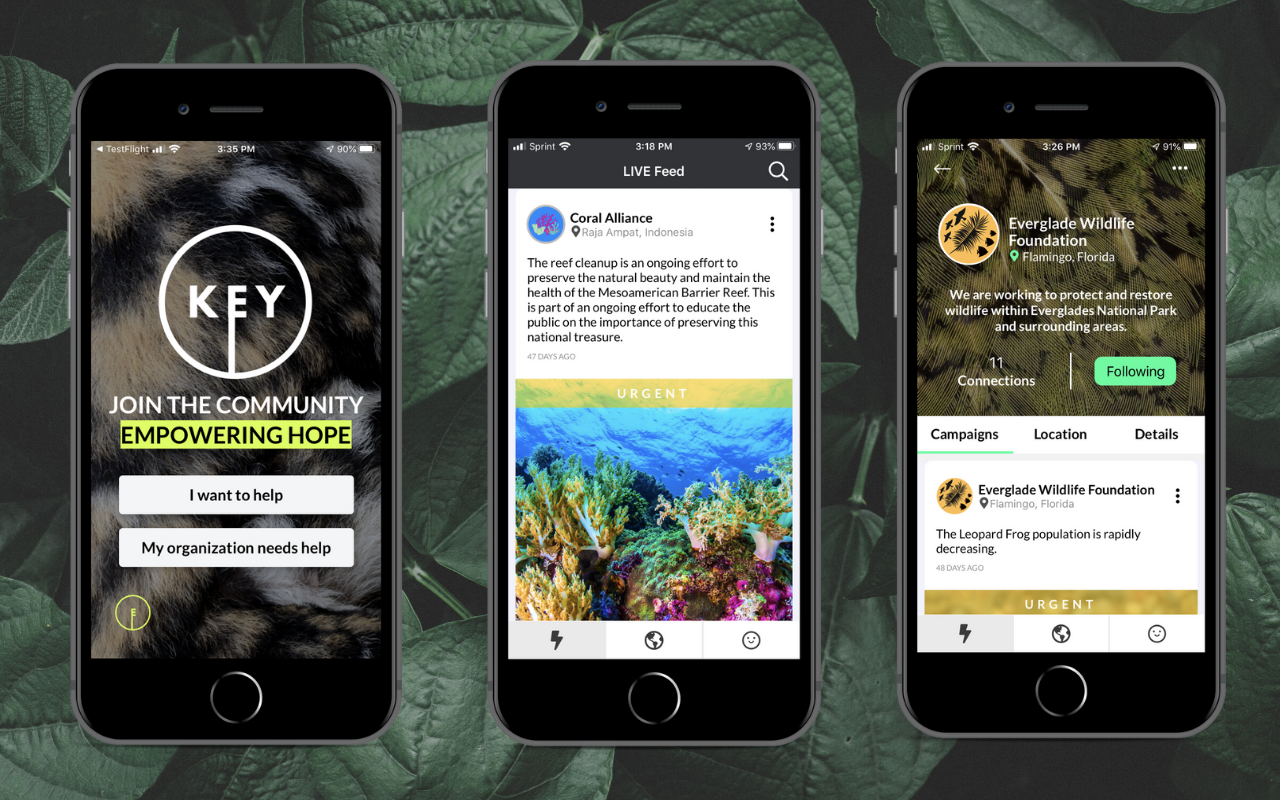 TestFlight 3:35 PM 90%
KEY
JOIN THE COMMUNITY
EMPOWERING HOPE
I want to help
My organization needs help
E
Sprint 3:18 PM 93%
LIVE Feed
Coral Alliance
Raja Ampat, Indonesia
The reef cleanup is an ongoing effort to
preserve the natural beauty and maintain the
health of the Mesoamerican Barrier Reef. This
is part of an ongoing effort to educate the
public on the importance of preserving this
national treasure.
47 DAYS AGO
URGENT
Sprint 3:26 PM 91%
Everglade Wildlife
Foundation
Flamingo, Florida
We are working to protect and restore
wildlife within Everglades National Park
and surrounding areas.
11
Connections
Following
Campaigns Location Details
Everglade Wildlife Foundation
Flamingo, Florida
The Leopard Frog population is rapidly
decreasing.
48 DAYS AGO
URGENT